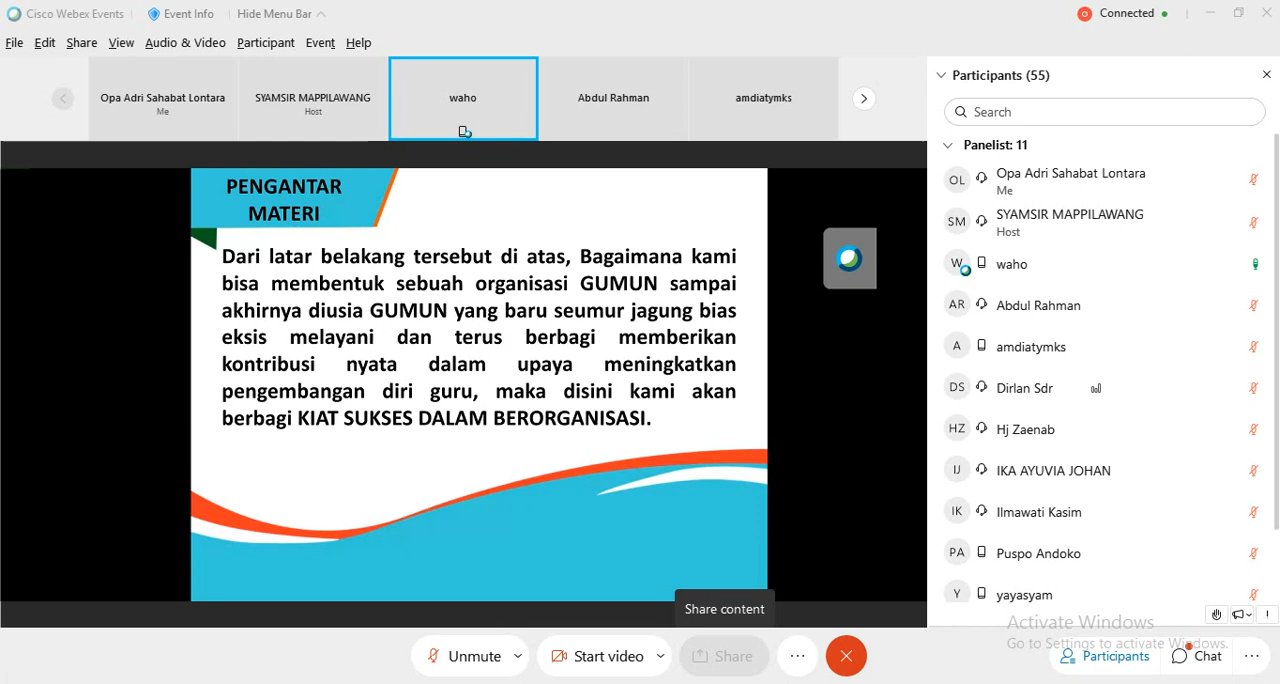 Cisco Webex Events
Event Info
Hide Menu Bar
Connected
File Edit Share View Audio & Video Participant Event Help
Opa Adri Sahabat Lontara
Me
SYAMSIR MAPPILAWANG
Host
waho
Abdul Rahman
amdiatymks
Participants (55)
Search
Panelist: 11
OL Opa Adri Sahabat Lontara
Me
SM SYAMSIR MAPPILAWANG
Host
W waho
AR Abdul Rahman
A amdiatymks
DS Dirlan Sdr
HZ Hj Zaenab
IJ IKA AYUVIA JOHAN
IK Ilmawati Kasim
PA Puspo Andoko
Y yayasyam
PENGANTAR
MATERI
Dari latar belakang tersebut di atas, Bagaimana kami
bisa membentuk sebuah organisasi GUMUN sampai
akhirnya diusia GUMUN yang baru seumur jagung bias
eksis melayani dan terus berbagi memberikan
kontribusi nyata dalam upaya meningkatkan
pengembangan diri guru, maka disini kami akan
berbagi KIAT SUKSES DALAM BERORGANISASI.
Share content
Activate Windows
Go to Settings to activate Windows.
Unmute
Start video
Share
Participants
Chat